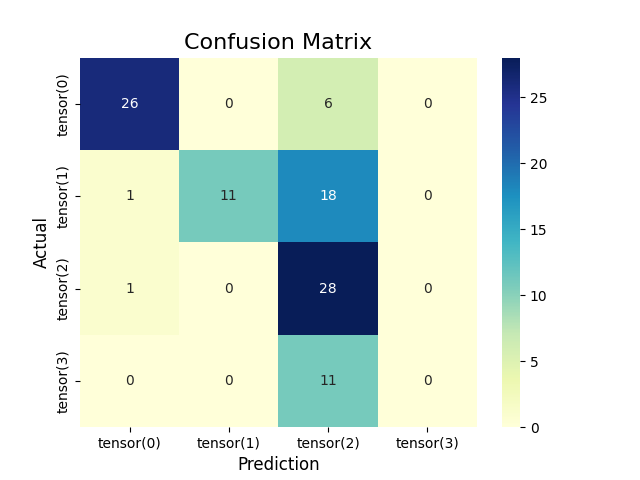 Confusion Matrix
tensor(0) 26 0 6 0
tensor(1) 1 11 18 0
tensor(2) 1 0 28 0
tensor(3) 0 0 11 0
tensor(0) tensor(1) tensor(2) tensor(3)
Prediction
Actual
25
20
15
10
5
0